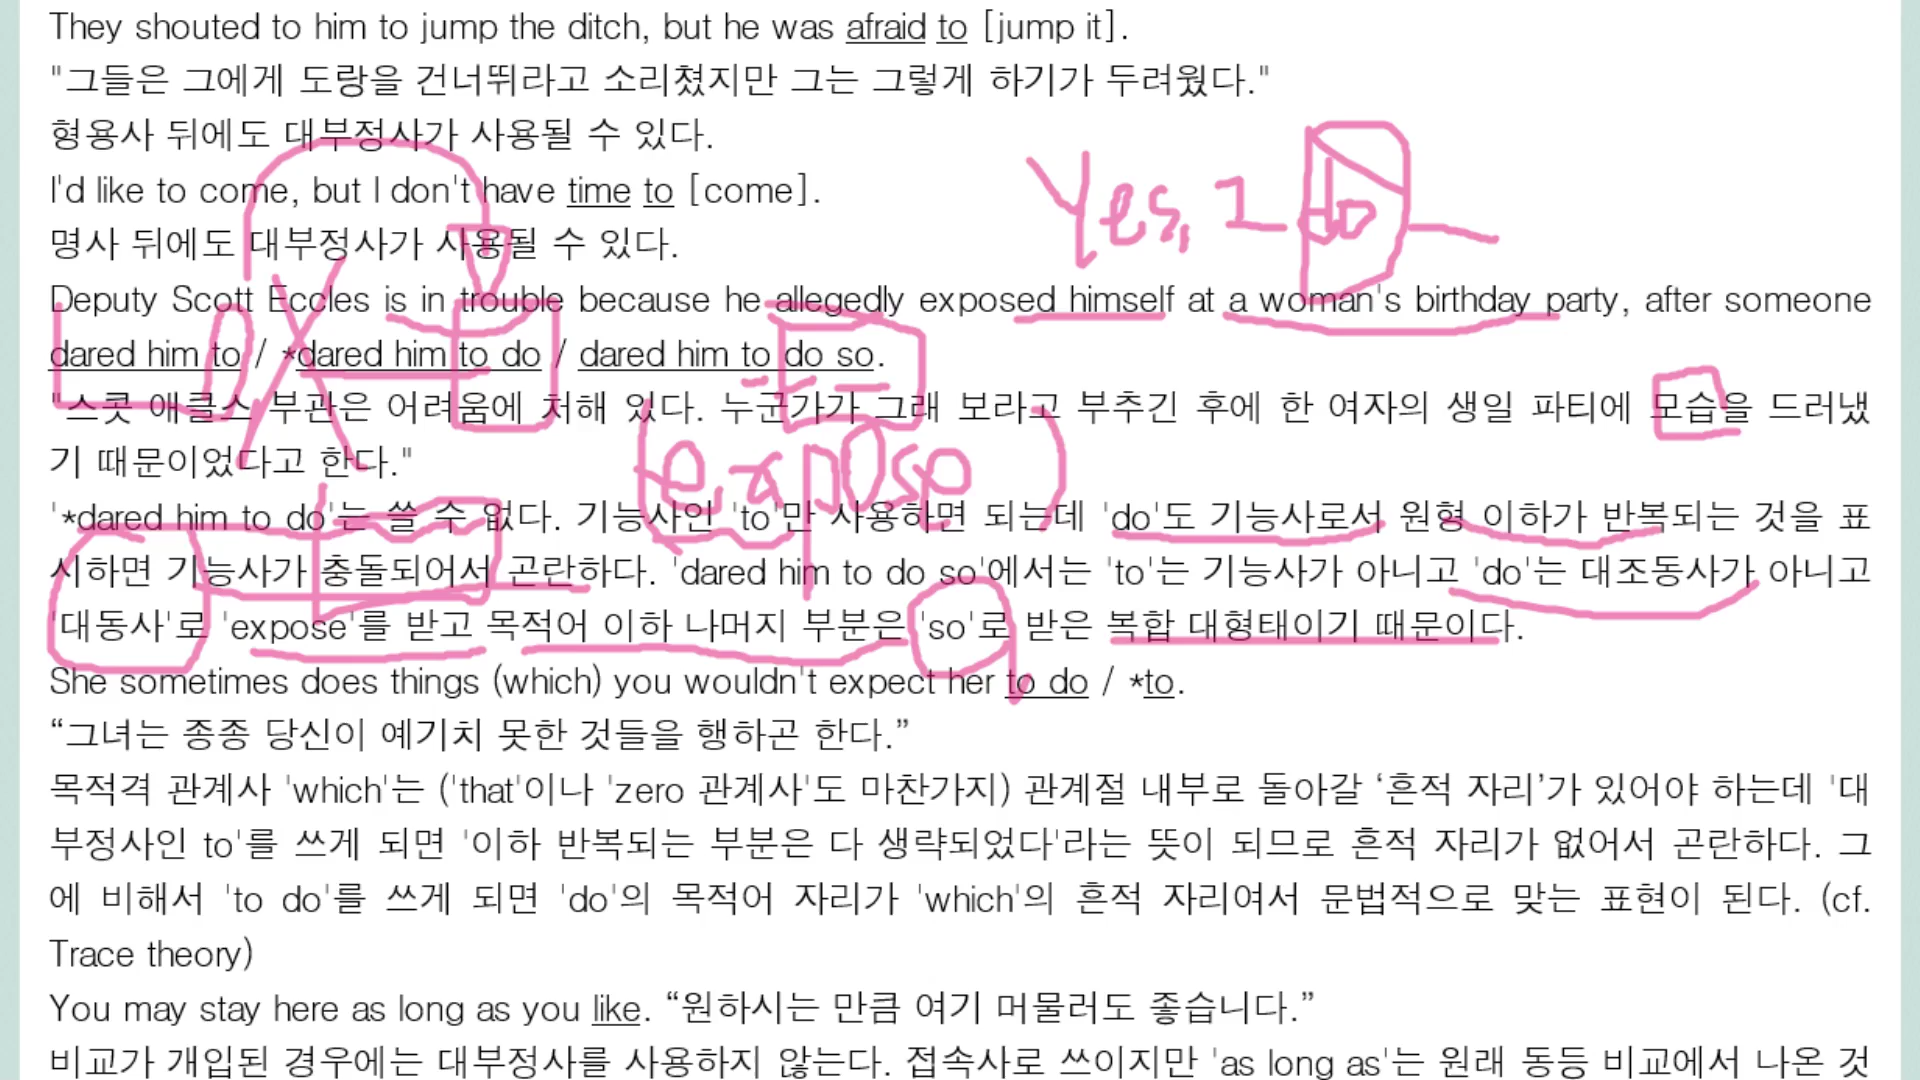 They shouted to him to jump the ditch, but he was afraid to [jump it].
"그들은 그에게 도랑을 건너뛰라고 소리쳤지만 그는 그렇게 하기가 두려웠다."
형용사 뒤에도 대부정사가 사용될 수 있다.
I'd like to come, but I don't have time to [come].
Yes, I do
명사 뒤에도 대부정사가 사용될 수 있다.
Deputy Scott Eccles is in trouble because he allegedly exposed himself at a woman's birthday party, after someone
dared him to / *dared him to do / dared him to do so.
"스콧 애클스 부관은 어려움에 처해 있다. 누군가가 그래 보라고 부추긴 후에 한 여자의 생일 파티에 모습을 드러냈
기 때문이었다고 한다."
(expose)
'*dared him to do'는 쓸 수 없다. 기능사인 'to'만 사용하면 되는데 'do'도 기능사로서 원형 이하가 반복되는 것을 표
시하면 기능사가 충돌되어서 곤란하다. 'dared him to do so'에서는 'to'는 기능사가 아니고 'do'는 대조동사가 아니고
'대동사'로 'expose'를 받고 목적어 이하 나머지 부분은 'so'로 받은 복합 대형태이기 때문이다.
She sometimes does things (which) you wouldn't expect her to do / *to.
“그녀는 종종 당신이 예기치 못한 것들을 행하곤 한다.”
목적격 관계사 'which'는 ('that'이나 'zero 관계사'도 마찬가지) 관계절 내부로 돌아갈 ‘흔적 자리’가 있어야 하는데 '대
부정사인 to'를 쓰게 되면 '이하 반복되는 부분은 다 생략되었다'라는 뜻이 되므로 흔적 자리가 없어서 곤란하다. 그
에 비해서 'to do'를 쓰게 되면 'do'의 목적어 자리가 'which'의 흔적 자리여서 문법적으로 맞는 표현이 된다. (cf.
Trace theory)
You may stay here as long as you like. “원하시는 만큼 여기 머물러도 좋습니다.”
비교가 개입된 경우에는 대부정사를 사용하지 않는다. 접속사로 쓰이지만 'as long as'는 원래 동등 비교에서 나온 것